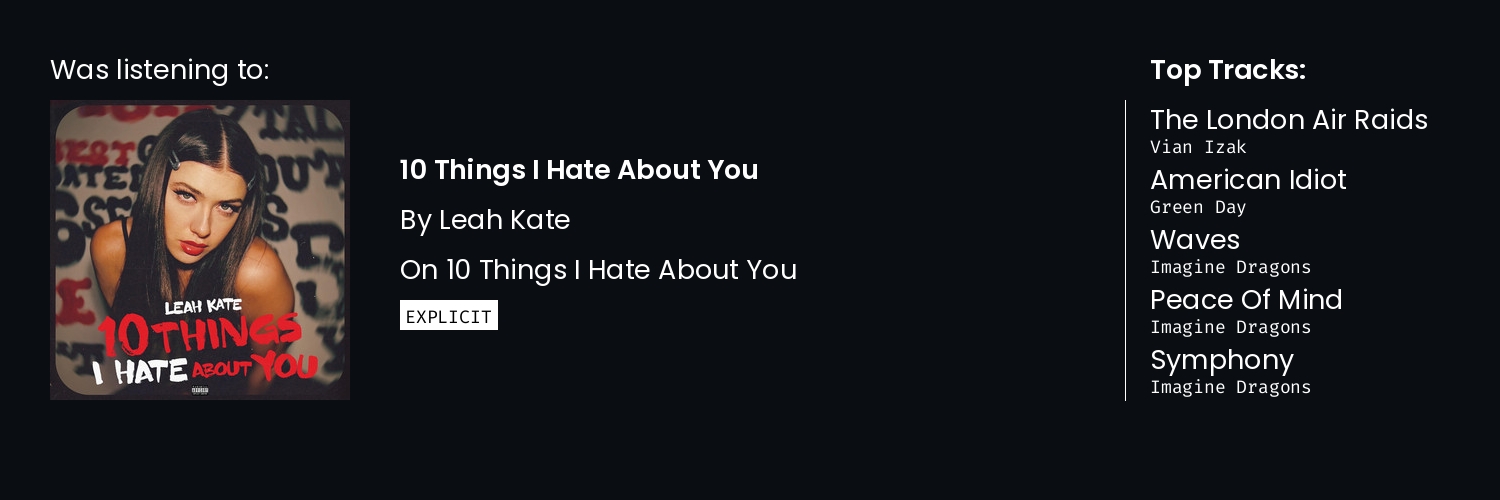 Was listening to:
LEAH KATE
10 THINGS
I HATE ABOUT YOU
10 Things I Hate About You
By Leah Kate
On 10 Things I Hate About You
EXPLICIT
Top Tracks:
The London Air Raids
Vian Izak
American Idiot
Green Day
Waves
Imagine Dragons
Peace Of Mind
Imagine Dragons
Symphony
Imagine Dragons